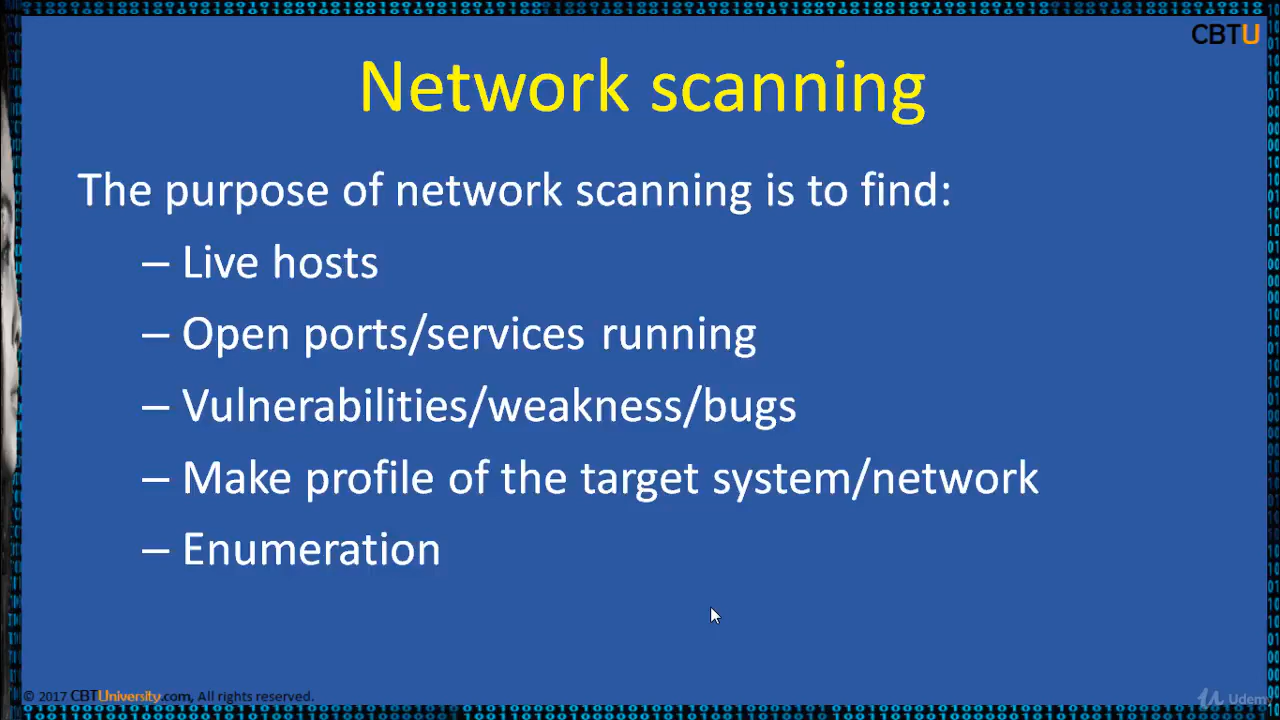 CBTU
Network scanning
The purpose of network scanning is to find:
– Live hosts
– Open ports/services running
– Vulnerabilities/weakness/bugs
– Make profile of the target system/network
– Enumeration
© 2017 CBTUniversity.com, All rights reserved.
Udemy